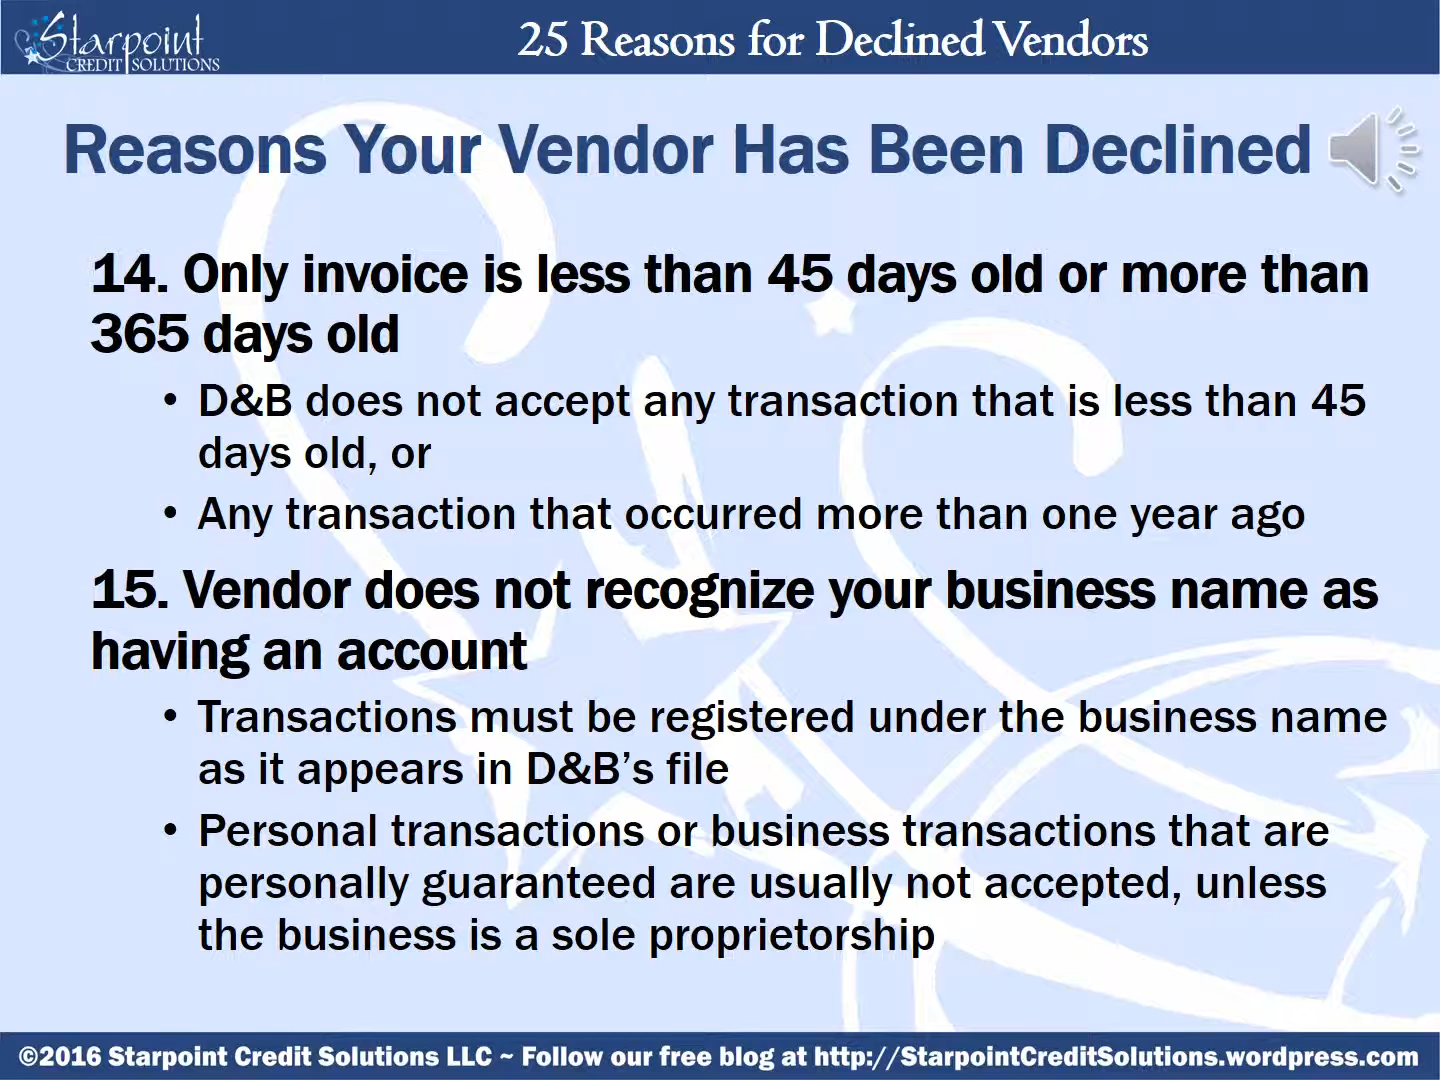 Starpoint
CREDIT SOLUTIONS
25 Reasons for Declined Vendors
Reasons Your Vendor Has Been Declined
14. Only invoice is less than 45 days old or more than
365 days old
• D&B does not accept any transaction that is less than 45
days old, or
• Any transaction that occurred more than one year ago
15. Vendor does not recognize your business name as
having an account
• Transactions must be registered under the business name
as it appears in D&B’s file
• Personal transactions or business transactions that are
personally guaranteed are usually not accepted, unless
the business is a sole proprietorship
©2016 Starpoint Credit Solutions LLC ~ Follow our free blog at http://StarpointCreditSolutions.wordpress.com